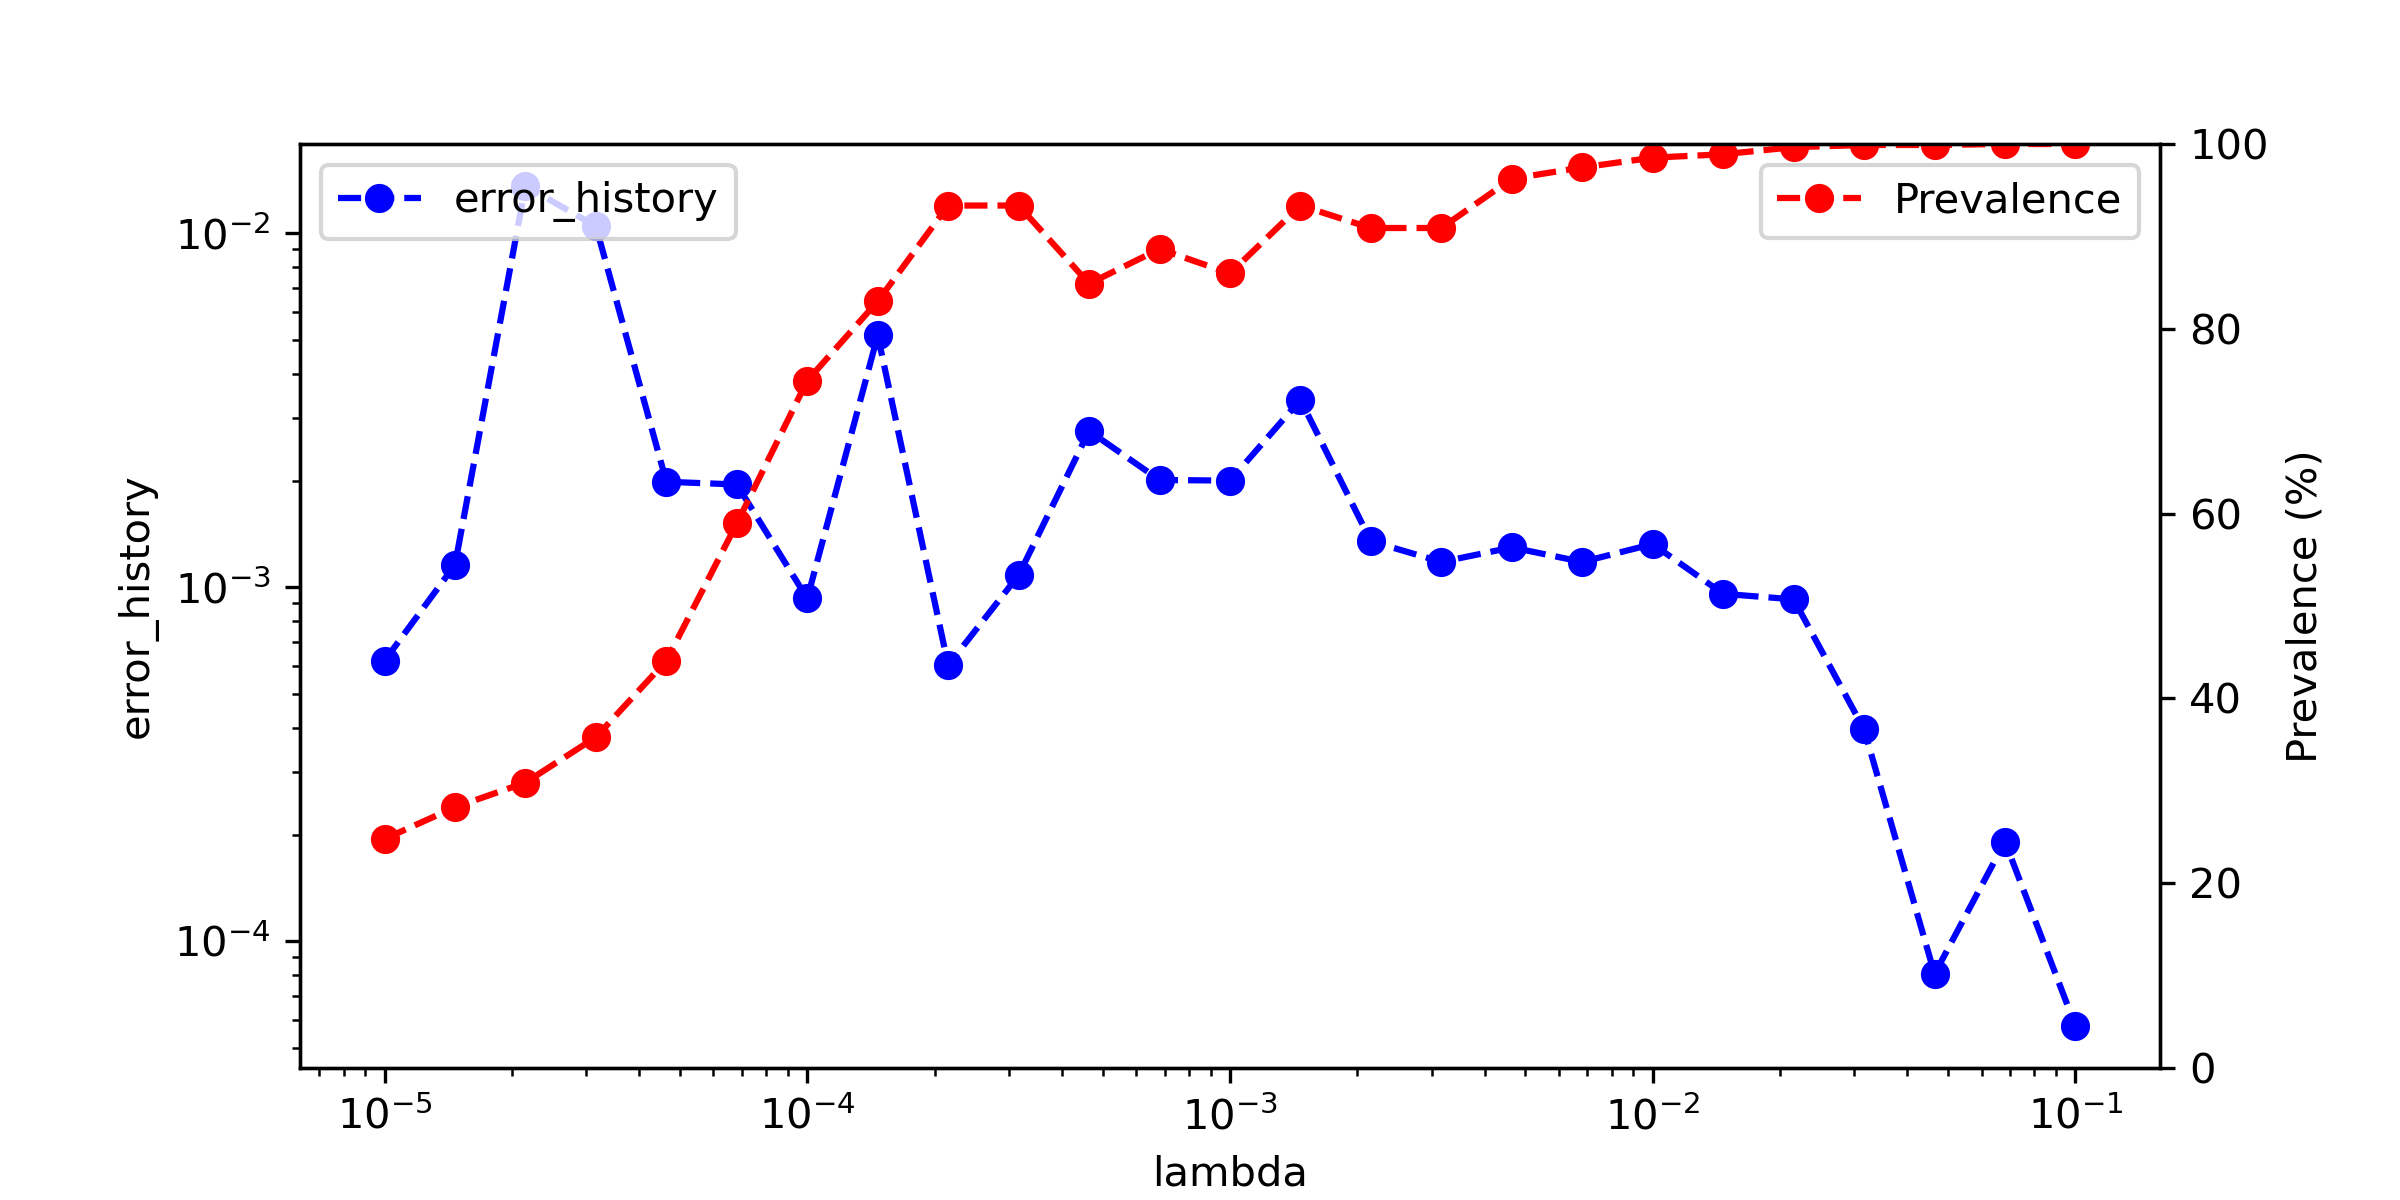 error_history
Prevalence
10⁻²
10⁻³
10⁻⁴
error_history
100
80
60
40
20
0
Prevalence (%)
10⁻⁵ 10⁻⁴ 10⁻³ 10⁻² 10⁻¹
lambda